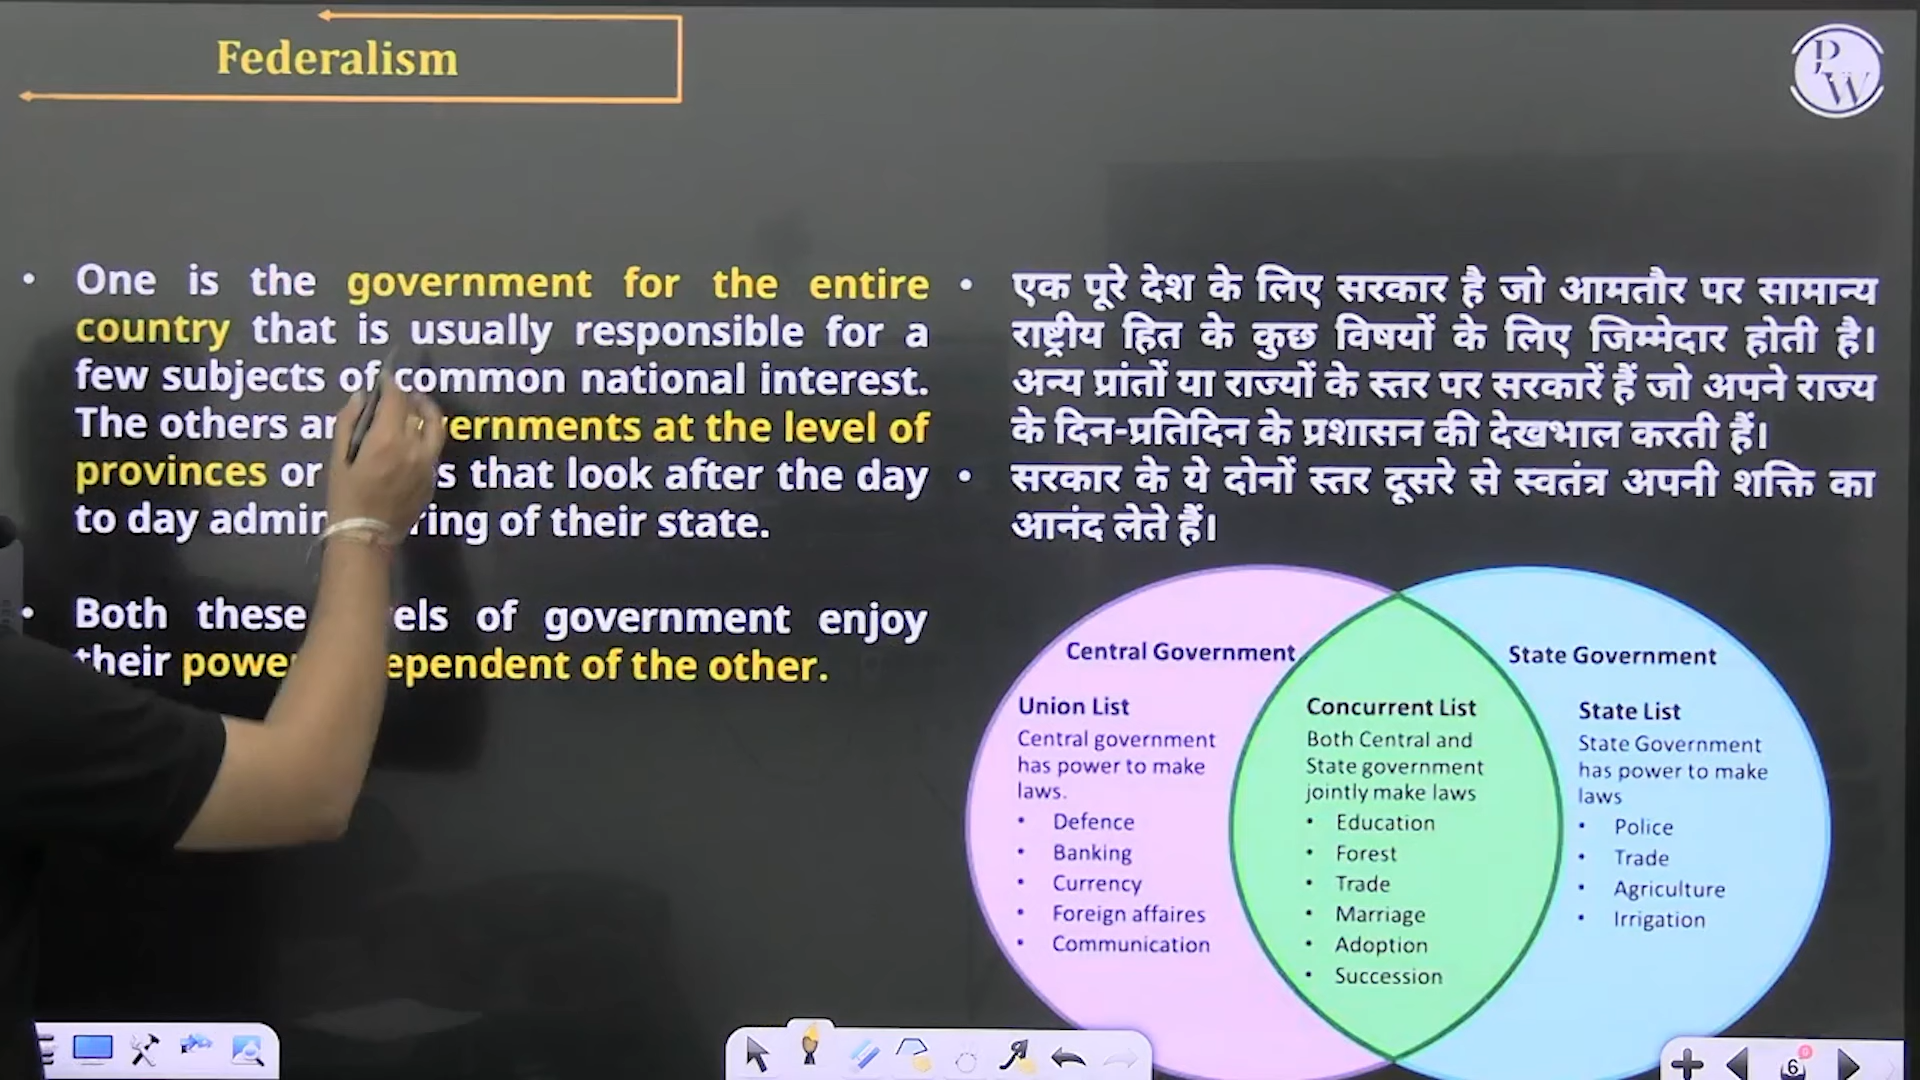 Federalism
PW
One is the government for the entire
country that is usually responsible for a
few subjects of common national interest.
The others vernments at the level of
provinces or that look after the day
to day of their state.
Both these of government enjoy
their ependent of the other.
एक पूरे देश के लिए सरकार है जो आमतौर पर सामान्य
राष्ट्रीय हित के कुछ विषयों के लिए जिम्मेदार होती है।
अन्य प्रांतों या राज्यों के स्तर पर सरकारें हैं जो अपने राज्य
के दिन-प्रतिदिन के प्रशासन की देखभाल करती हैं।
सरकार के ये दोनों स्तर दूसरे से स्वतंत्र अपनी शक्ति का
आनंद लेते हैं।
Central Government
Union List
Central government
has power to make
laws.
Defence
Banking
Currency
Foreign affaires
Communication
Concurrent List
Both Central and
State government
jointly make laws
Education
Forest
Trade
Marriage
Adoption
Succession
State Government
State List
State Government
has power to make
laws
Police
Trade
Agriculture
Irrigation
6